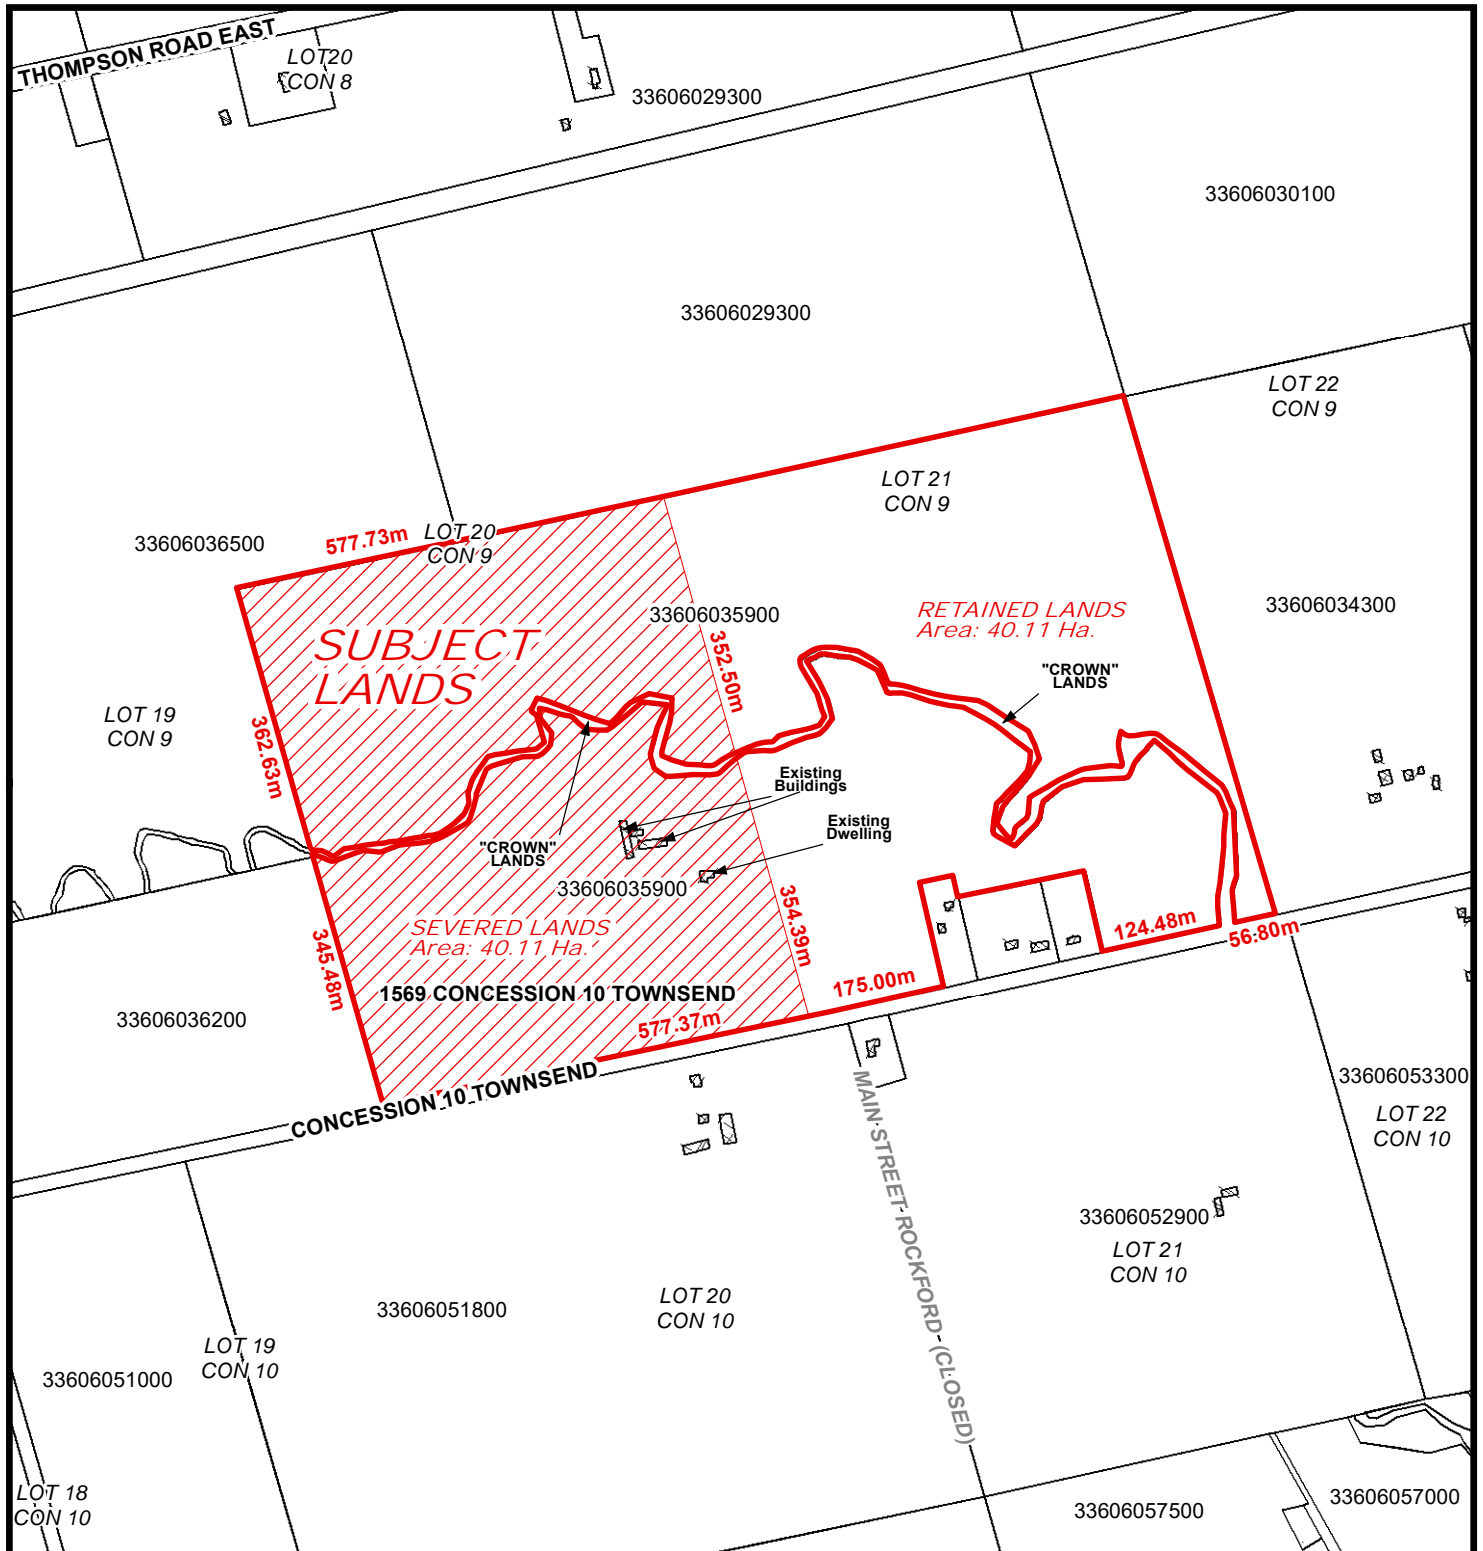 THOMPSON ROAD EAST
LOT20
CON 8
33606029300
33606030100
33606029300
LOT 22
CON 9
LOT 21
CON 9
577.73m
LOT 20
CON 9
33606036500
33606035900
RETAINED LANDS
Area: 40.11 Ha.
33606034300
SUBJECT
LANDS
352.50m
"CROWN"
LANDS
LOT 19
CON 9
362.63m
Existing
Buildings
Existing
Dwelling
"CROWN"
LANDS
33606035900
354.39m
SEVERED LANDS
Area: 40.11 Ha.
124.48m
56.80m
345.48m
175.00m
1569 CONCESSION 10 TOWNSEND
33606036200
577.37m
CONCESSION 10 TOWNSEND
MAIN STREET ROCKFORD (CLOSED)
33606053300
LOT 22
CON 10
33606052900
LOT 21
CON 10
33606051800
LOT 20
CON 10
LOT 19
CON 10
33606051000
LOT 18
CON 10
33606057500
33606057000